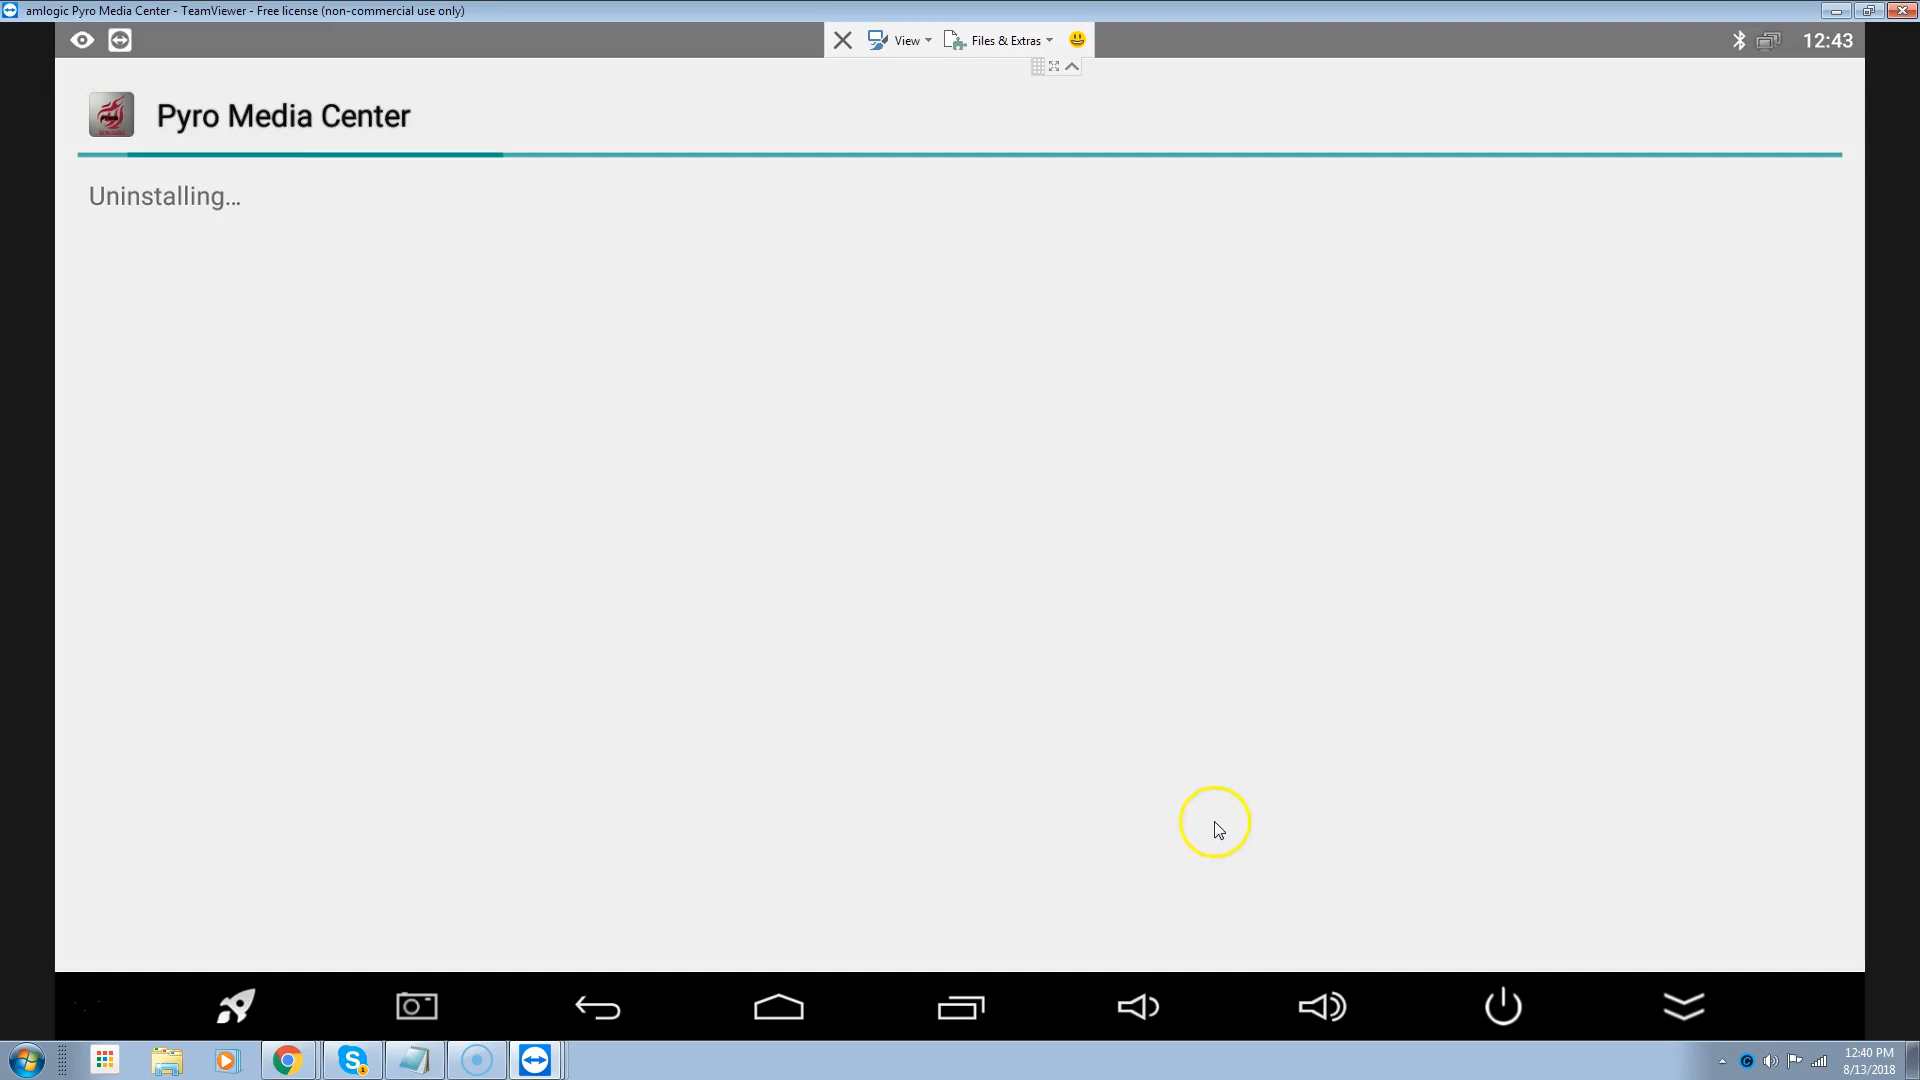 amlogic Pyro Media Center - TeamViewer - Free license (non-commercial use only)
View
Files & Extras
12:43
Pyro Media Center
Uninstalling...
12:40 PM
8/13/2018